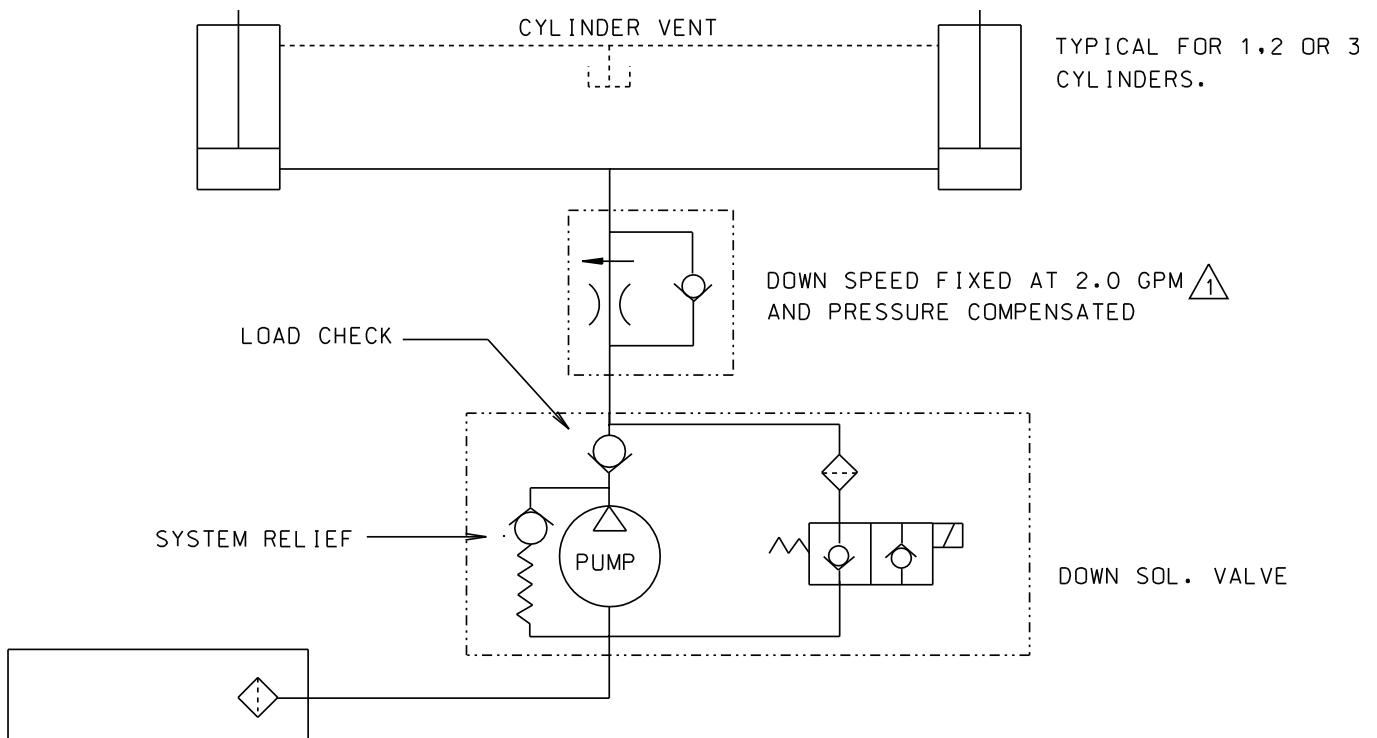 CYLINDER VENT
TYPICAL FOR 1,2 OR 3
CYLINDERS.
DOWN SPEED FIXED AT 2.0 GPM 1
AND PRESSURE COMPENSATED
LOAD CHECK
SYSTEM RELIEF
PUMP
DOWN SOL. VALVE